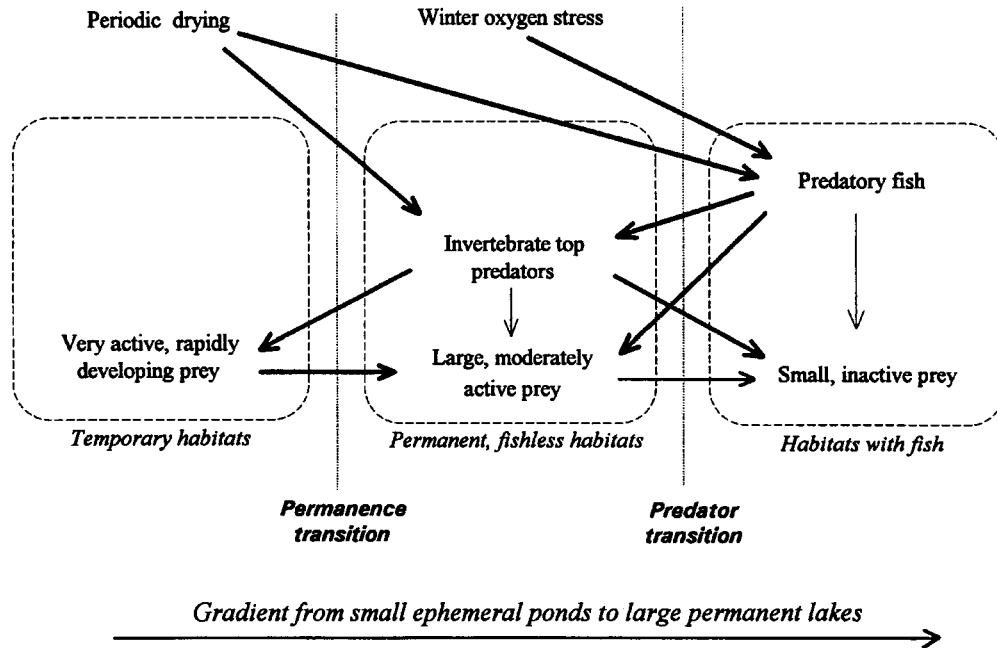 Periodic drying
Winter oxygen stress
Predatory fish
Invertebrate top
predators
Very active, rapidly
developing prey
Large, moderately
active prey
Small, inactive prey
Temporary habitats
Permanent, fishless habitats
Habitats with fish
Permanence
transition
Predator
transition
Gradient from small ephemeral ponds to large permanent lakes